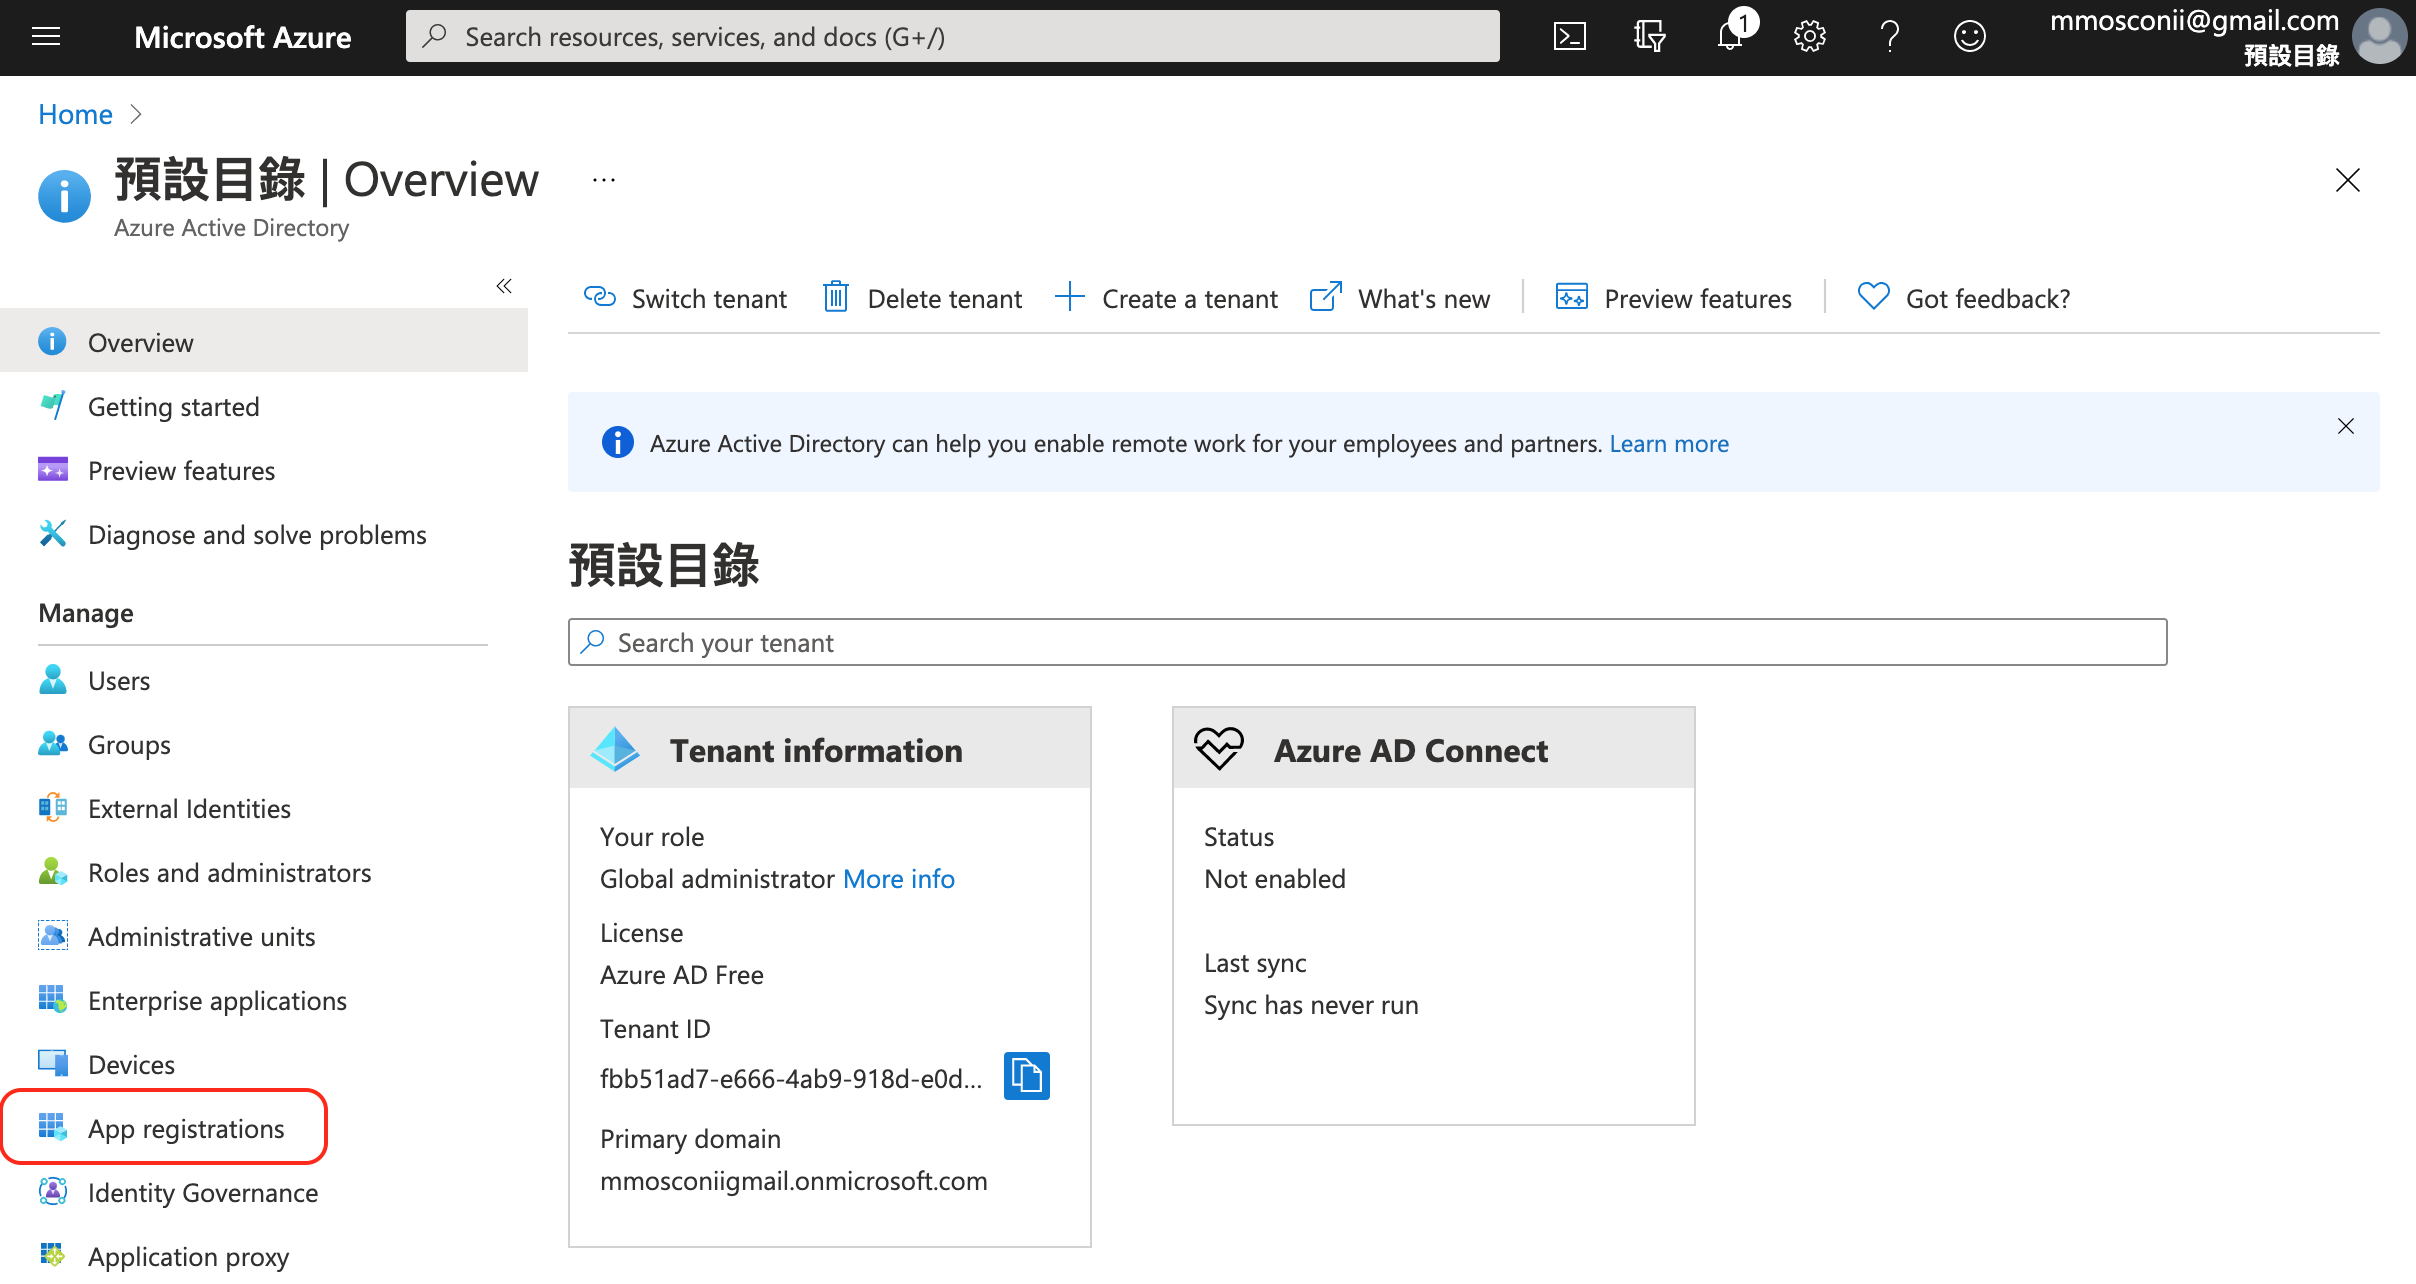 Microsoft Azure
Search resources, services, and docs (G+/)
1
mmosconii@gmail.com
預設目錄
Home
預設目錄 | Overview
...
Azure Active Directory
«
Overview
Getting started
Preview features
Diagnose and solve problems
Manage
Users
Groups
External Identities
Roles and administrators
Administrative units
Enterprise applications
Devices
App registrations
Identity Governance
Application proxy
Switch tenant
Delete tenant
Create a tenant
What's new
Preview features
Got feedback?
Azure Active Directory can help you enable remote work for your employees and partners. Learn more
預設目錄
Search your tenant
Tenant information
Your role
Global administrator More info
License
Azure AD Free
Tenant ID
fbb51ad7-e666-4ab9-918d-e0d...
Primary domain
mmosconiigmail.onmicrosoft.com
Azure AD Connect
Status
Not enabled
Last sync
Sync has never run